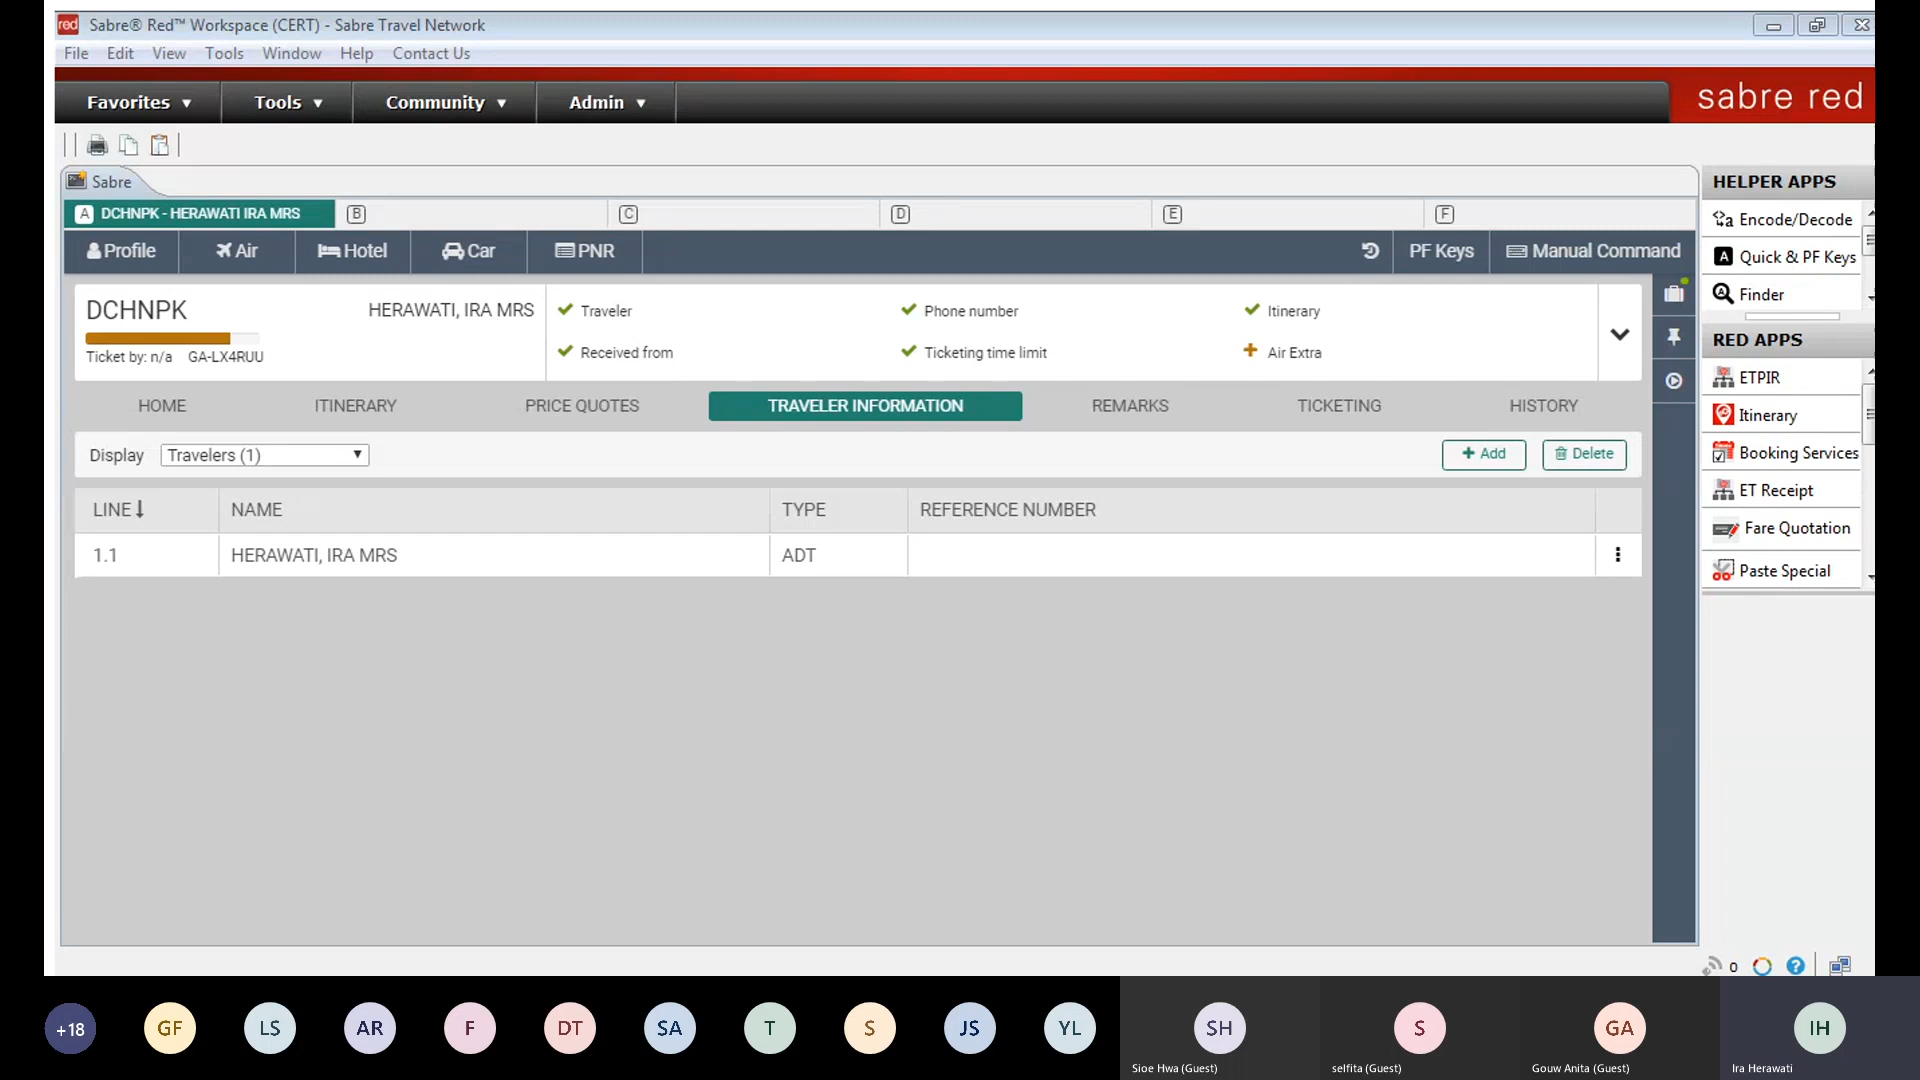 red Sabre® Red™ Workspace (CERT) - Sabre Travel Network
File Edit View Tools Window Help Contact Us
Favorites ▼ Tools ▼ Community ▼ Admin ▼ sabre red
Sabre
A DCHNPK - HERAWATI IRA MRS B C D E F
Profile Air Hotel Car PNR PF Keys Manual Command
DCHNPK HERAWATI, IRA MRS
Ticket by: n/a GA-LX4RUU
Traveler Phone number Itinerary
Received from Ticketing time limit Air Extra
HOME ITINERARY PRICE QUOTES TRAVELER INFORMATION REMARKS TICKETING HISTORY
Display Travelers (1) + Add Delete
LINE NAME TYPE REFERENCE NUMBER
1.1 HERAWATI, IRA MRS ADT
HELPER APPS
Encode/Decode
A Quick & PF Keys
Finder
RED APPS
ETPIR
Itinerary
Booking Services
ET Receipt
Fare Quotation
Paste Special
0 ?
+18 GF LS AR F DT SA T S JS YL SH S GA IH
Sioe Hwa (Guest) selfita (Guest) Gouw Anita (Guest) Ira Herawati